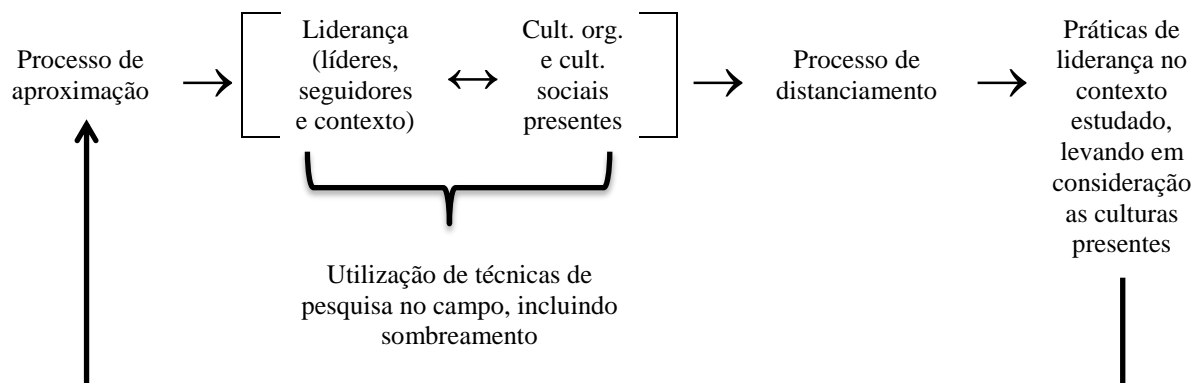 Processo de
aproximação
Liderança
(líderes,
seguidores
e contexto)
Cult. org.
e cult.
sociais
presentes
Processo de
distanciamento
Práticas de
liderança no
contexto
estudado,
levando em
consideração
as culturas
presentes
Utilização de técnicas de
pesquisa no campo, incluindo
sombreamento